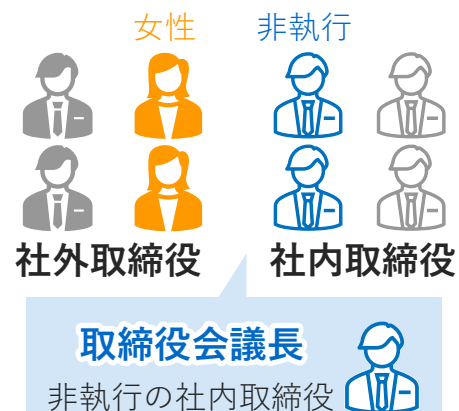 女性 非執行
社外取締役 社内取締役
取締役会議長
非執行の社内取締役